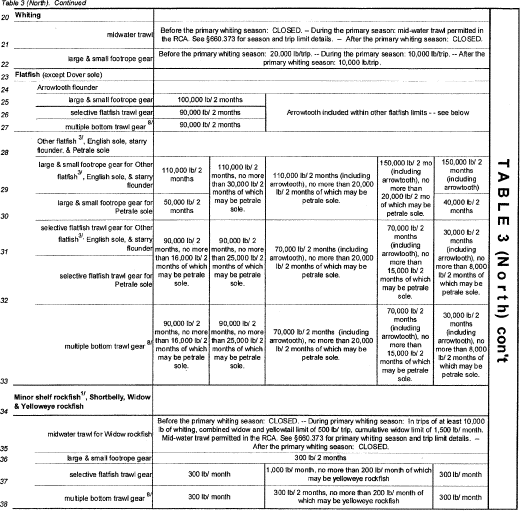 Table 3 (North). Continued
20 Whiting
midwater trawl
Before the primary whiting season: CLOSED. -- During the primary season: mid-water trawl permitted in
the RCA. See §660.373 for season and trip limit details. -- After the primary whiting season: CLOSED.
21
large & small footrope gear
Before the primary whiting season: 20,000 lb/trip. -- During the primary season: 10,000 lb/trip. -- After the
primary whiting season: 10,000 lb/trip.
22
23 Flatfish (except Dover sole)
24 Arrowtooth flounder
25 large & small footrope gear 100,000 lb/ 2 months
26 selective flatfish trawl gear 90,000 lb/ 2 months
Arrowtooth included within other flatfish limits - - see below
27 multiple bottom trawl gear 8/ 90,000 lb/ 2 months
Other flatfish 3/, English sole, starry
flounder, & Petrale sole
28
large & small footrope gear for Other
flatfish 3/, English sole, & starry
flounder
110,000 lb/ 2
months
110,000 lb/ 2
months, no more
than 30,000 lb/ 2
months of which
may be petrale
sole.
110,000 lb/ 2 months (including
arrowtooth), no more than 20,000
lb/ 2 months of which may be
petrale sole.
150,000 lb/ 2 mo
(including
arrowtooth), no
more than
20,000 lb/ 2 mo
of which may be
petrale sole.
150,000 lb/ 2
months
(including
arrowtooth)
29
large & small footrope gear for
Petrale sole
50,000 lb/ 2
months
40,000 lb/ 2
months
30
selective flatfish trawl gear for Other
flatfish 3/, English sole, & starry
flounder
31
selective flatfish trawl gear for
Petrale sole
90,000 lb/ 2
months, no more
than 16,000 lb/ 2
months of which
may be petrale
sole.
90,000 lb/ 2
months, no more
than 25,000 lb/ 2
months of which
may be petrale
sole.
70,000 lb/ 2 months (including
arrowtooth), no more than 20,000
lb/ 2 months of which may be
petrale sole.
70,000 lb/ 2
months
(including
arrowtooth), no
more than
15,000 lb/ 2
months of which
may be petrale
sole.
30,000 lb/ 2
months
(including
arrowtooth), no
more than 8,000
lb/ 2 months of
which may be
petrale sole.
32
multiple bottom trawl gear 8/
90,000 lb/ 2
months, no more
than 16,000 lb/ 2
months of which
may be petrale
sole.
90,000 lb/ 2
months, no more
than 25,000 lb/ 2
months of which
may be petrale
sole.
70,000 lb/ 2 months (including
arrowtooth), no more than 20,000
lb/ 2 months of which may be
petrale sole.
70,000 lb/ 2
months
(including
arrowtooth), no
more than
15,000 lb/ 2
months of which
may be petrale
sole.
30,000 lb/ 2
months
(including
arrowtooth), no
more than 8,000
lb/ 2 months of
which may be
petrale sole.
33
Minor shelf rockfish 1/, Shortbelly, Widow
& Yelloweye rockfish
34
midwater trawl for Widow rockfish
Before the primary whiting season: CLOSED. -- During primary whiting season: In trips of at least 10,000
lb of whiting, combined widow and yellowtail limit of 500 lb/ trip, cumulative widow limit of 1,500 lb/ month.
Mid-water trawl permitted in the RCA. See §660.373 for primary whiting season and trip limit details. --
After the primary whiting season: CLOSED.
35
36 large & small footrope gear 300 lb/ 2 months
selective flatfish trawl gear
300 lb/ month
1,000 lb/ month, no more than 200 lb/ month of which
may be yelloweye rockfish
300 lb/ month
37
multiple bottom trawl gear 8/
300 lb/ month
300 lb/ 2 months, no more than 200 lb/ month of
which may be yelloweye rockfish
300 lb/ month
38
TABLE 3 (North) con't